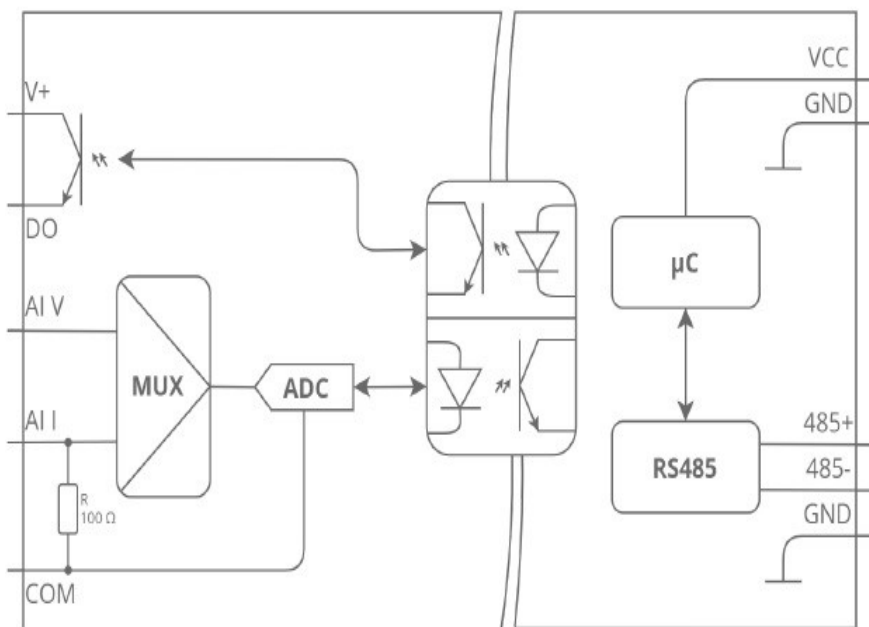 V+
DO
AI V
AI I
COM
MUX
ADC
R
100 Ω
µC
RS485
VCC
GND
485+
485-
GND